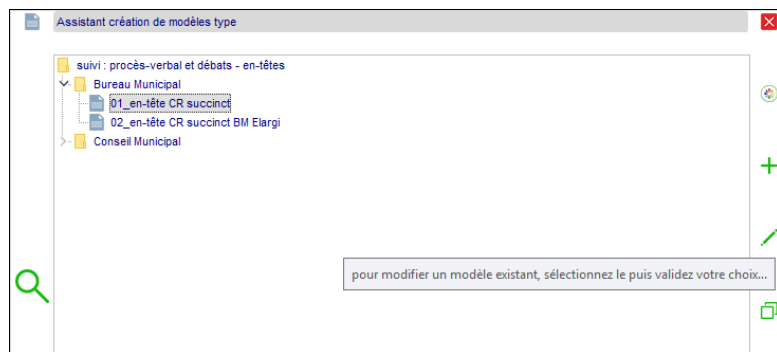 Assistant création de modèles type
suivi : procès-verbal et débats - en-têtes
Bureau Municipal
01_en-tête CR succinct
02_en-tête CR succinct BM Elargi
Conseil Municipal
pour modifier un modèle existant, sélectionnez le puis validez votre choix...